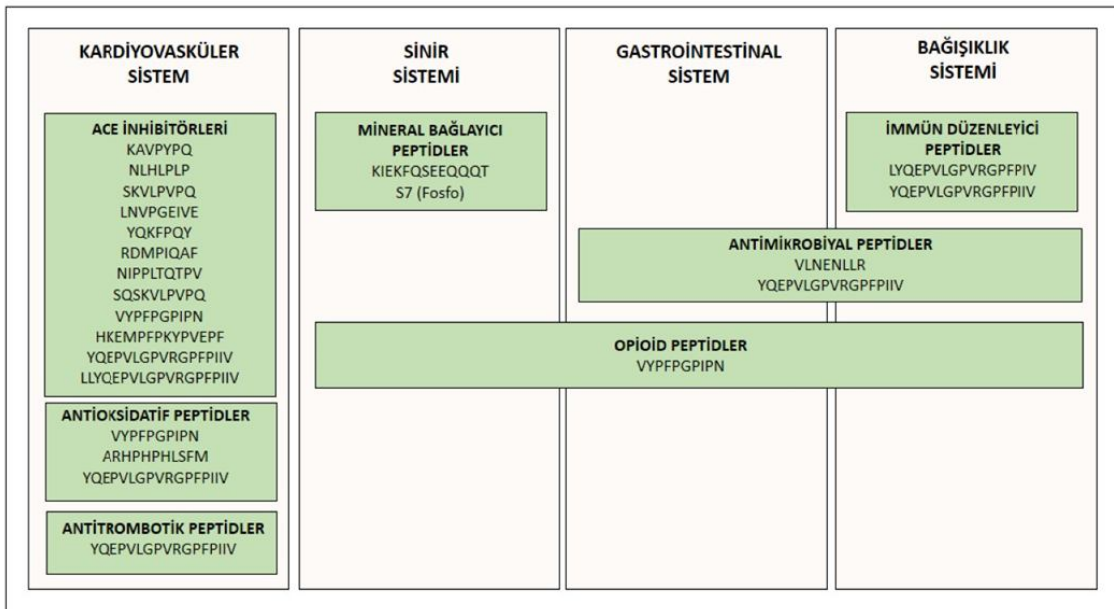 KARDİYOVASKÜLER
SİSTEM
ACE İNHİBİTÖRLERİ
KAVPYPQ
NLHLPLP
SKVLPVPQ
LNVPGEIVE
YQKFPQY
RDMPIQAF
NIPPLTQTPV
SQSKVLPVPQ
VYPFPGPIPN
HKEMPFPKYPVEPF
YQEPVLGPVRGPFPIIV
LLYQEPVLGPVRGPFPIIV
ANTİOKSİDATİF PEPTİDLER
VYPFPGPIPN
ARHPHPHLSFM
YQEPVLGPVRGPFPIIV
ANTİTROMBOTİK PEPTİDLER
YQEPVLGPVRGPFPIIV
SİNİR
SİSTEMİ
MİNERAL BAĞLAYICI
PEPTİDLER
KIEKFQSEEQQQT
S7 (Fosfo)
GASTROİNTESTİNAL
SİSTEM
BAĞIŞIKLIK
SİSTEMİ
İMMÜN DÜZENLEYİCİ
PEPTİDLER
LYQEPVLGPVRGPFPIV
YQEPVLGPVRGPFPIIV
ANTİMİKROBİYAL PEPTİDLER
VLNENLLR
YQEPVLGPVRGPFPIIV
OPİOİD PEPTİDLER
VYPFPGPIPN